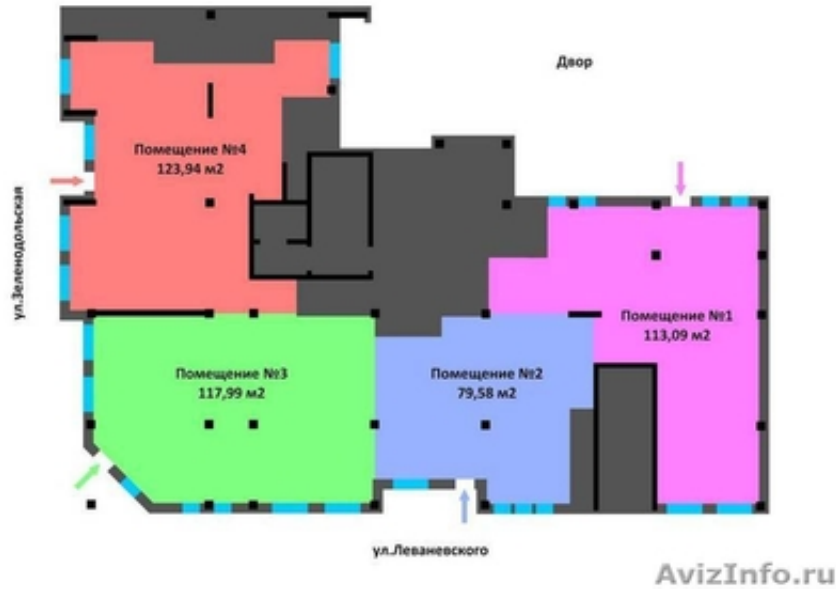 Двор
Помещение №4
123,94 м2
ул.Зеленодольская
Помещение №1
113,09 м2
Помещение №3
117,99 м2
Помещение №2
79,58 м2
ул.Леваневского
AvizInfo.ru